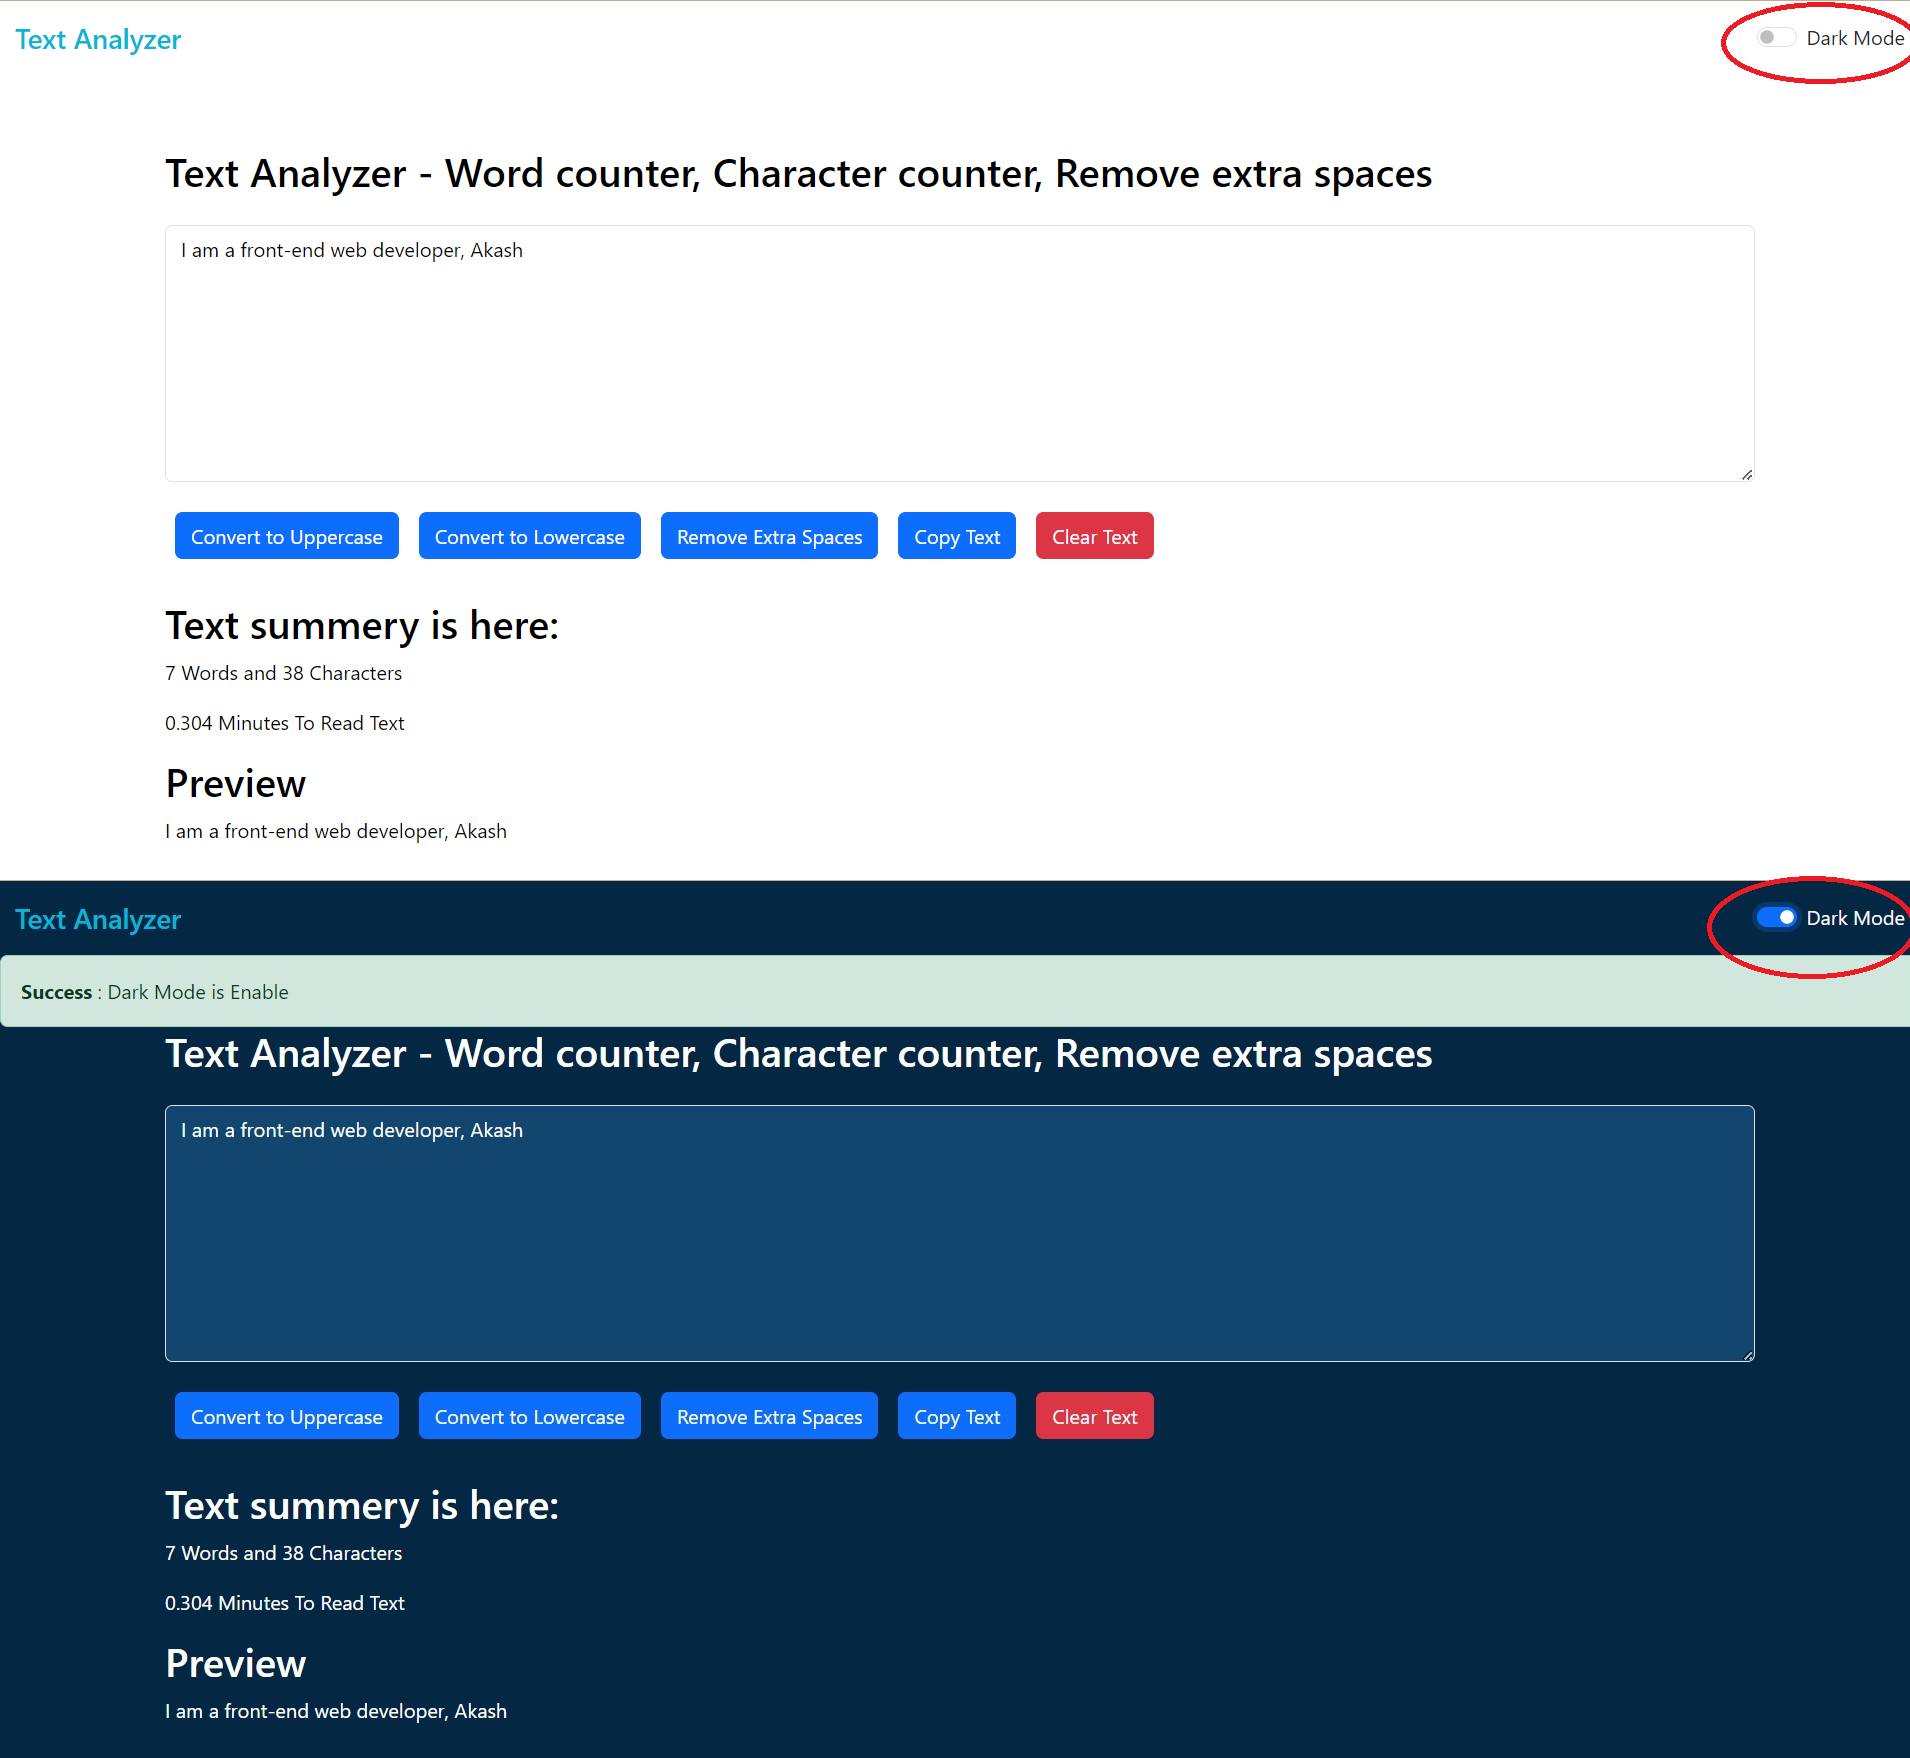 Text Analyzer
Dark Mode
Text Analyzer - Word counter, Character counter, Remove extra spaces
I am a front-end web developer, Akash
Convert to Uppercase Convert to Lowercase Remove Extra Spaces Copy Text Clear Text
Text summery is here:
7 Words and 38 Characters
0.304 Minutes To Read Text
Preview
I am a front-end web developer, Akash
Text Analyzer
Dark Mode
Success : Dark Mode is Enable
Text Analyzer - Word counter, Character counter, Remove extra spaces
I am a front-end web developer, Akash
Convert to Uppercase Convert to Lowercase Remove Extra Spaces Copy Text Clear Text
Text summery is here:
7 Words and 38 Characters
0.304 Minutes To Read Text
Preview
I am a front-end web developer, Akash